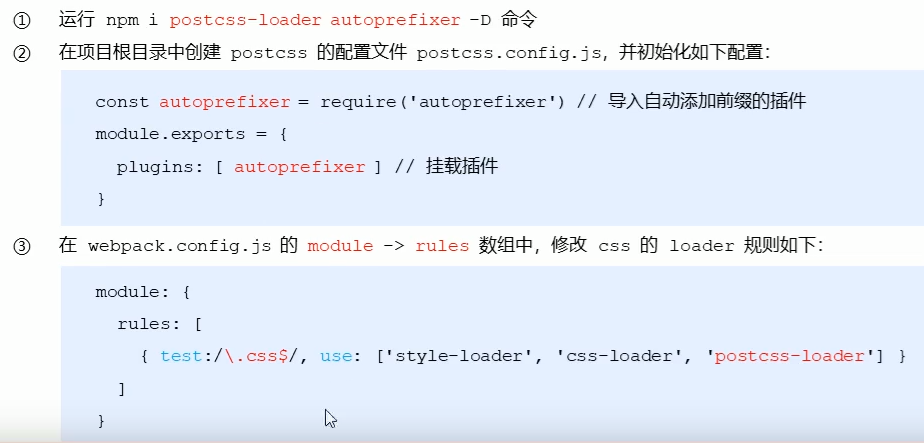 ① 运行 npm i postcss-loader autoprefixer -D 命令
② 在项目根目录中创建 postcss 的配置文件 postcss.config.js，并初始化如下配置：
const autoprefixer = require('autoprefixer') // 导入自动添加前缀的插件
module.exports = {
plugins: [ autoprefixer ] // 挂载插件
}
③ 在 webpack.config.js 的 module -> rules 数组中，修改 css 的 loader 规则如下：
module: {
rules: [
{ test:/\.css$/, use: ['style-loader', 'css-loader', 'postcss-loader'] }
]
}